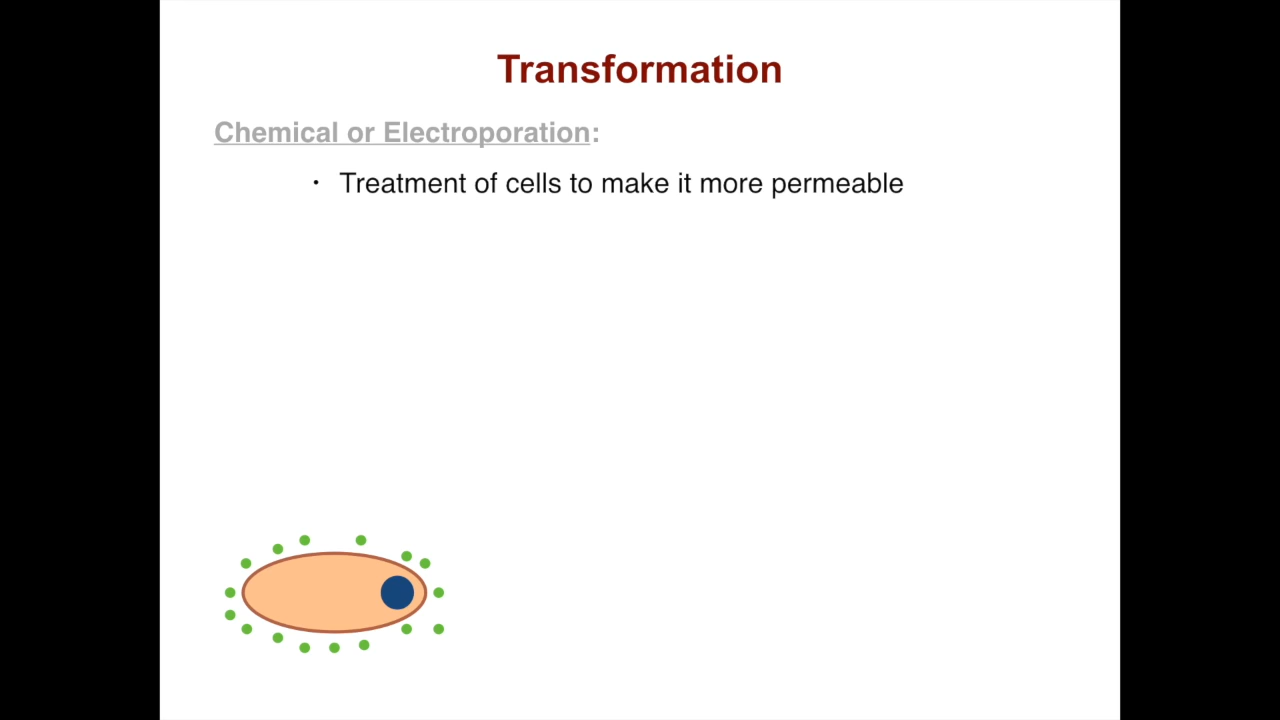 Transformation
Chemical or Electroporation:
• Treatment of cells to make it more permeable